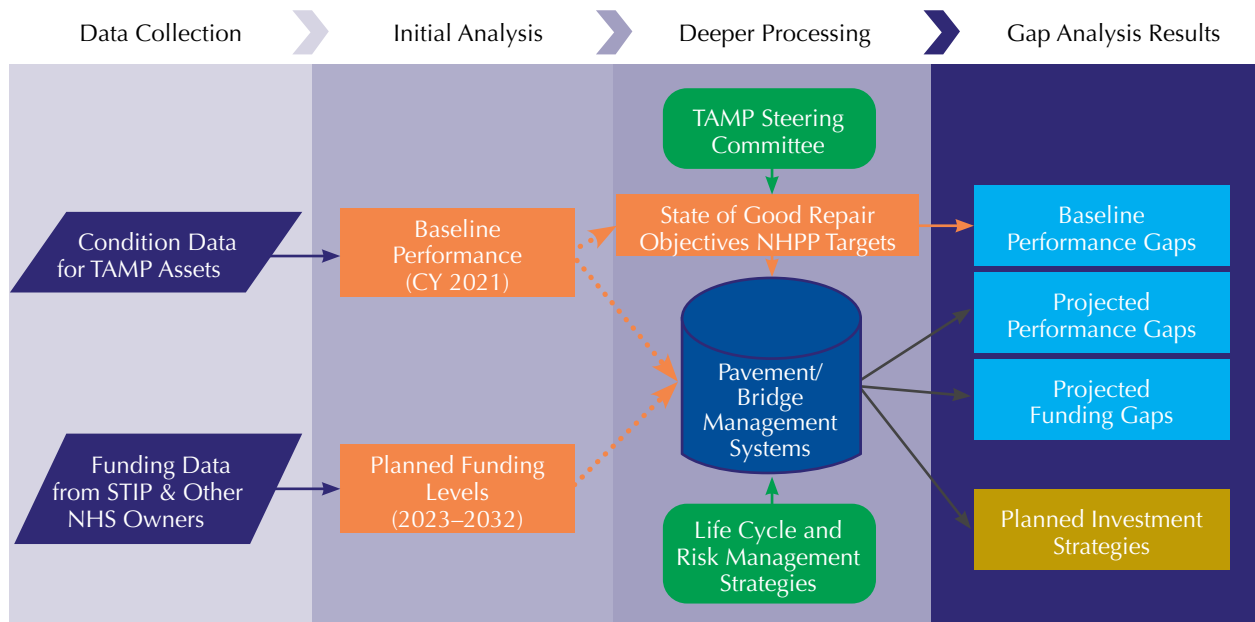 Data Collection
Initial Analysis
Deeper Processing
Gap Analysis Results
Condition Data
for TAMP Assets
Funding Data
from STIP & Other
NHS Owners
Baseline
Performance
(CY 2021)
Planned Funding
Levels
(2023–2032)
TAMP Steering
Committee
State of Good Repair
Objectives NHPP Targets
Pavement/
Bridge
Management
Systems
Life Cycle and
Risk Management
Strategies
Baseline
Performance Gaps
Projected
Performance Gaps
Projected
Funding Gaps
Planned Investment
Strategies